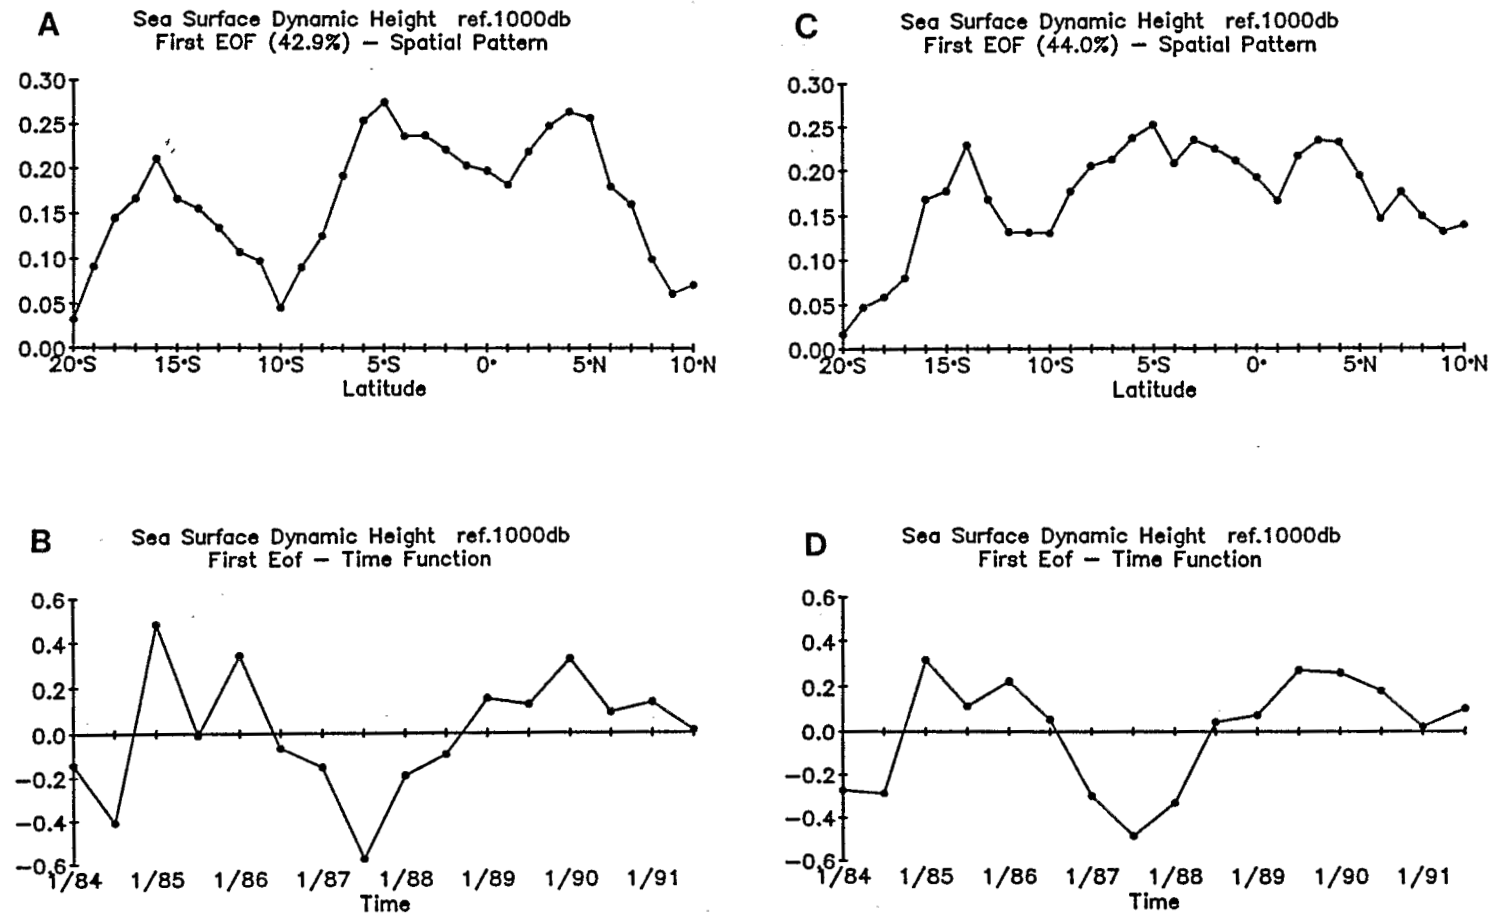 A
Sea Surface Dynamic Height ref.1000db
First EOF (42.9%) – Spatial Pattern
0.30
0.25
0.20
0.15
0.10
0.05
0.00
20°S 15°S 10°S 5°S 0° 5°N 10°N
Latitude
C
Sea Surface Dynamic Height ref.1000db
First EOF (44.0%) – Spatial Pattern
0.30
0.25
0.20
0.15
0.10
0.05
0.00
20°S 15°S 10°S 5°S 0° 5°N 10°N
Latitude
B
Sea Surface Dynamic Height ref.1000db
First Eof – Time Function
0.6
0.4
0.2
0.0
−0.2
−0.4
−0.6
1/84 1/85 1/86 1/87 1/88 1/89 1/90 1/91
Time
D
Sea Surface Dynamic Height ref.1000db
First Eof – Time Function
0.6
0.4
0.2
0.0
−0.2
−0.4
−0.6
1/84 1/85 1/86 1/87 1/88 1/89 1/90 1/91
Time